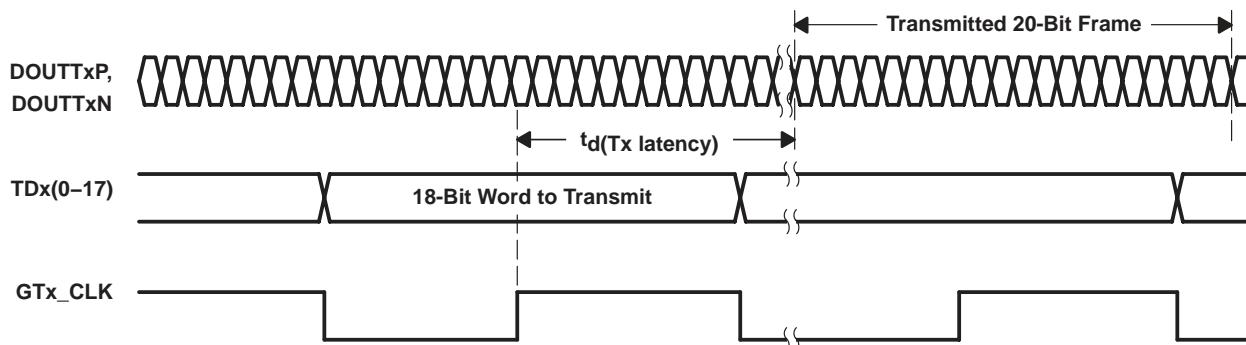 Transmitted 20-Bit Frame
DOUTTxP,
DOUTTxN
td(Tx latency)
TDx(0–17)
18-Bit Word to Transmit
GTx_CLK